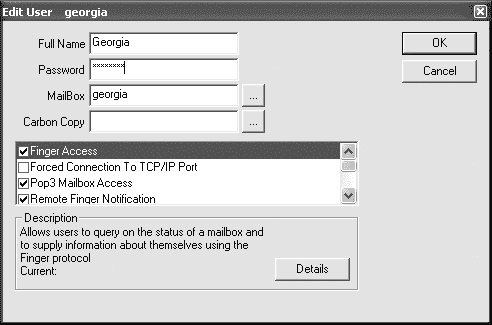 Edit User georgia
Full Name Georgia
OK
Password xxxxxxxx
Cancel
MailBox georgia ...
Carbon Copy ...
Finger Access
Forced Connection To TCP/IP Port
Pop3 Mailbox Access
Remote Finger Notification
Description
Allows users to query on the status of a mailbox and
to supply information about themselves using the
Finger protocol
Current:
Details